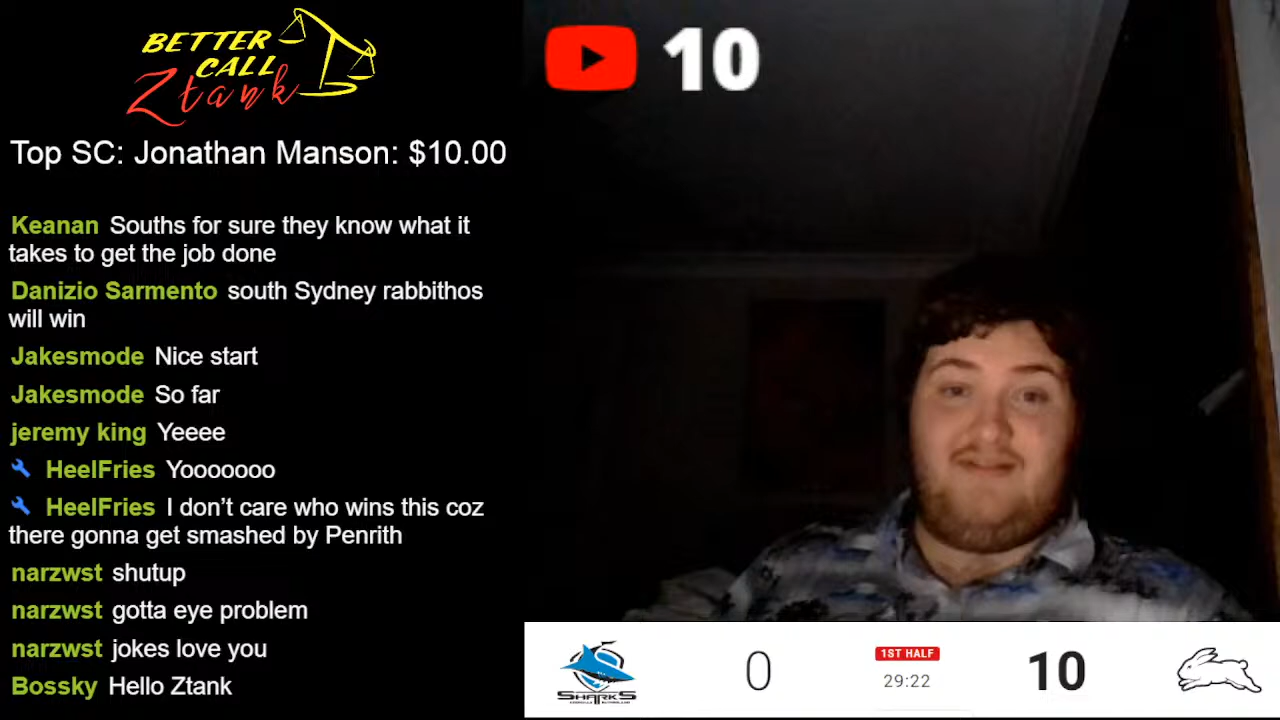 BETTER
CALL
Ztank
10
Top SC: Jonathan Manson: $10.00
Keanan Souths for sure they know what it
takes to get the job done
Danizio Sarmento south Sydney rabbithos
will win
Jakesmode Nice start
Jakesmode So far
jeremy king Yeeee
HeelFries Yooooooo
HeelFries I don’t care who wins this coz
there gonna get smashed by Penrith
narzwst shutup
narzwst gotta eye problem
narzwst jokes love you
Bossky Hello Ztank
SHARKS
0
1ST HALF
29:22
10